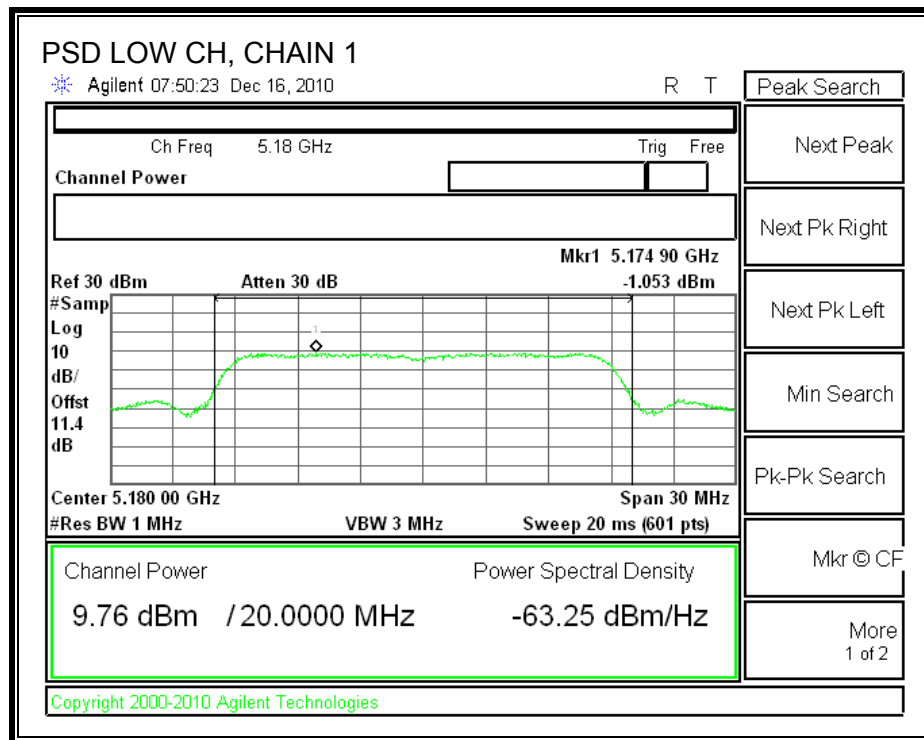 PSD LOW CH, CHAIN 1
Agilent 07:50:23 Dec 16, 2010 R T
Peak Search
Ch Freq 5.18 GHz Trig Free
Next Peak
Channel Power
Next Pk Right
Mkr1 5.174 90 GHz
Ref 30 dBm Atten 30 dB -1.053 dBm
#Samp
Log
10
dB/
Offst
11.4
dB
1
Next Pk Left
Min Search
Pk-Pk Search
Center 5.180 00 GHz Span 30 MHz
#Res BW 1 MHz VBW 3 MHz Sweep 20 ms (601 pts)
Mkr © CF
Channel Power Power Spectral Density
9.76 dBm / 20.0000 MHz -63.25 dBm/Hz
More
1 of 2
Copyright 2000-2010 Agilent Technologies